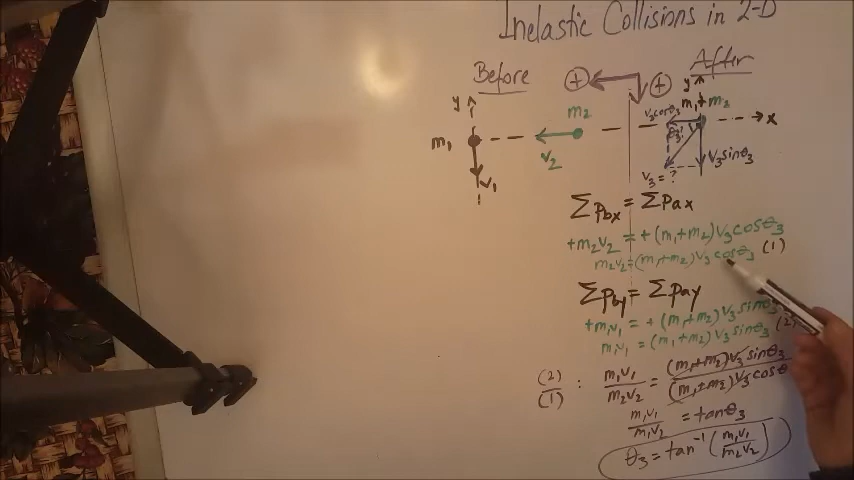 Inelastic Collisions in 2-D
Before
After
+
+
y
m₁
v₁
m₂
v₂
y
m₁+m₂
x
v₃cosθ₃
θ₃
v₃=?
v₃sinθ₃
Σpbx = Σpax
+m₂v₂ = +(m₁+m₂)v₃cosθ₃
m₂v₂=(m₁+m₂)v₃cosθ₃ (1)
Σpby = Σpay
+m₁v₁ = +(m₁+m₂)v₃sinθ₃
m₁v₁ = (m₁+m₂)v₃sinθ₃ (2)
(2)/(1) : m₁v₁/m₂v₂ = (m₁+m₂)v₃sinθ₃/(m₁+m₂)v₃cosθ
m₁v₁/m₁v₂ = tanθ₃
θ₃ = tan⁻¹(m₁v₁/m₂v₂)